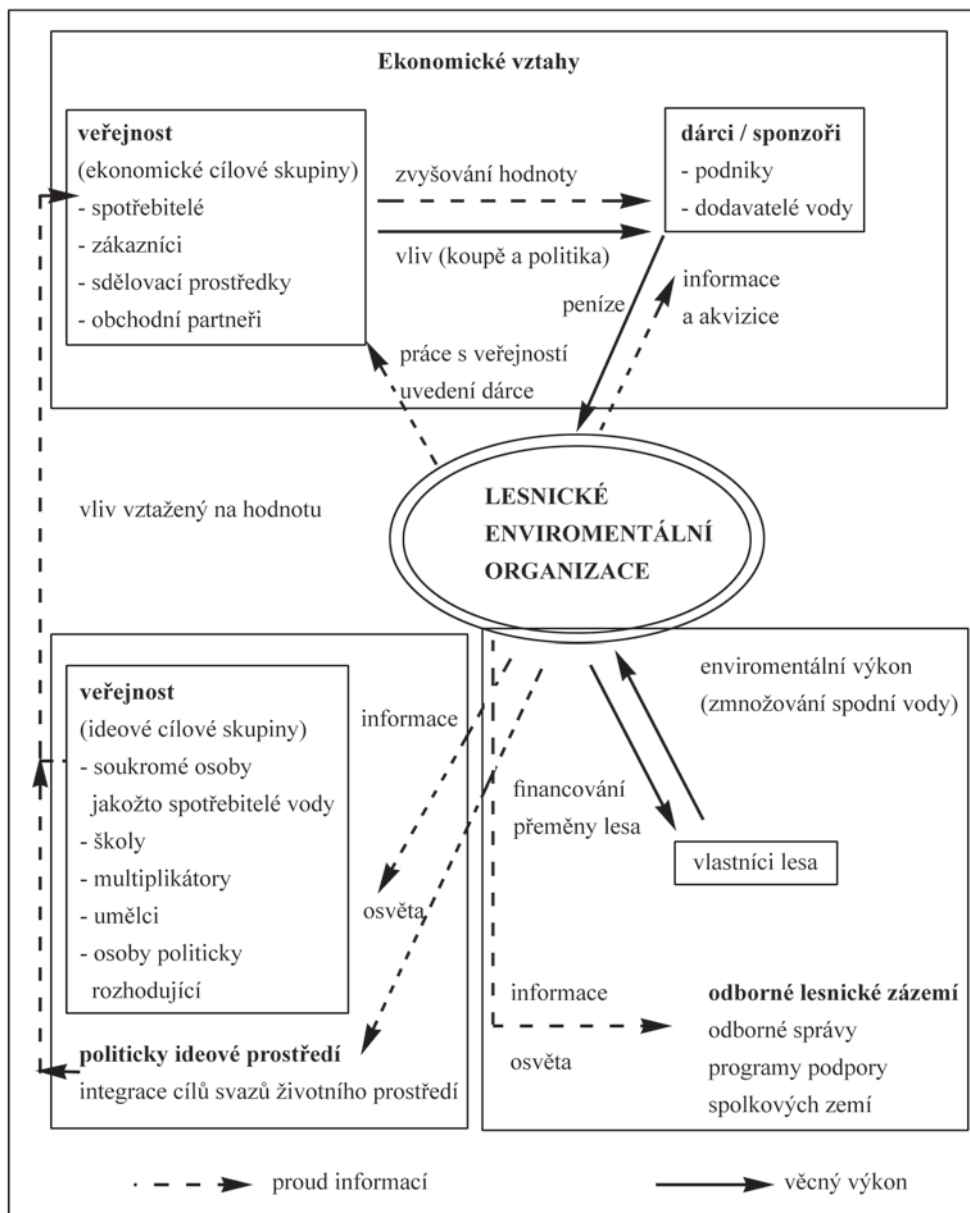 Ekonomické vztahy
veřejnost
(ekonomické cílové skupiny)
- spotřebitelé
- zákazníci
- sdělovací prostředky
- obchodní partneři
zvyšování hodnoty
vliv (koupě a politika)
dárci / sponzoři
- podniky
- dodavatelé vody
peníze
informace
a akvizice
práce s veřejností
uvedení dárce
vliv vztažený na hodnotu
LESNICKÉ
ENVIROMENTÁLNÍ
ORGANIZACE
veřejnost
(ideové cílové skupiny)
- soukromé osoby
jakožto spotřebitelé vody
- školy
- multiplikátory
- umělci
- osoby politicky
rozhodující
informace
osvěta
politicky ideové prostředí
integrace cílů svazů životního prostředí
enviromentální výkon
(zmnožování spodní vody)
financování
přeměny lesa
vlastníci lesa
informace
osvěta
odborné lesnické zázemí
odborné správy
programy podpory
spolkových zemí
proud informací
věcný výkon